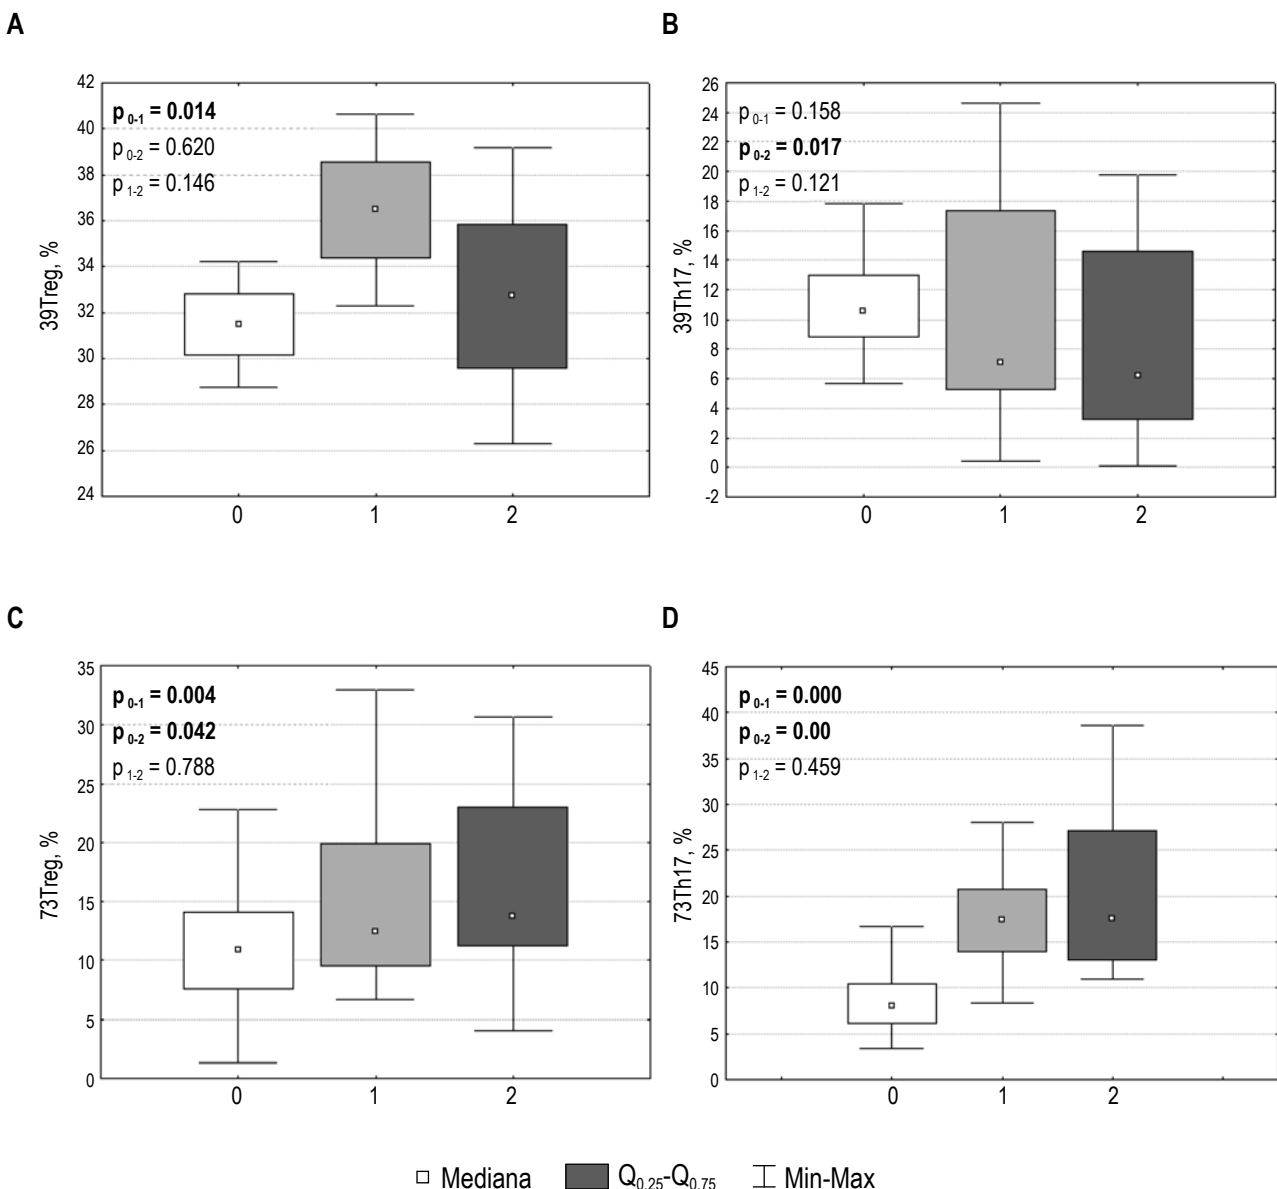 A
39Treg, %
42
40
38
36
34
32
30
28
26
24
p 0-1 = 0.014
p 0-2 = 0.620
p 1-2 = 0.146
0 1 2
B
39Th17, %
26
24
22
20
18
16
14
12
10
8
6
4
2
0
-2
p 0-1 = 0.158
p 0-2 = 0.017
p 1-2 = 0.121
0 1 2
C
73Treg, %
35
30
25
20
15
10
5
0
p 0-1 = 0.004
p 0-2 = 0.042
p 1-2 = 0.788
0 1 2
D
73Th17, %
45
40
35
30
25
20
15
10
5
0
p 0-1 = 0.000
p 0-2 = 0.00
p 1-2 = 0.459
0 1 2
Mediana Q0.25-Q0.75 Min-Max